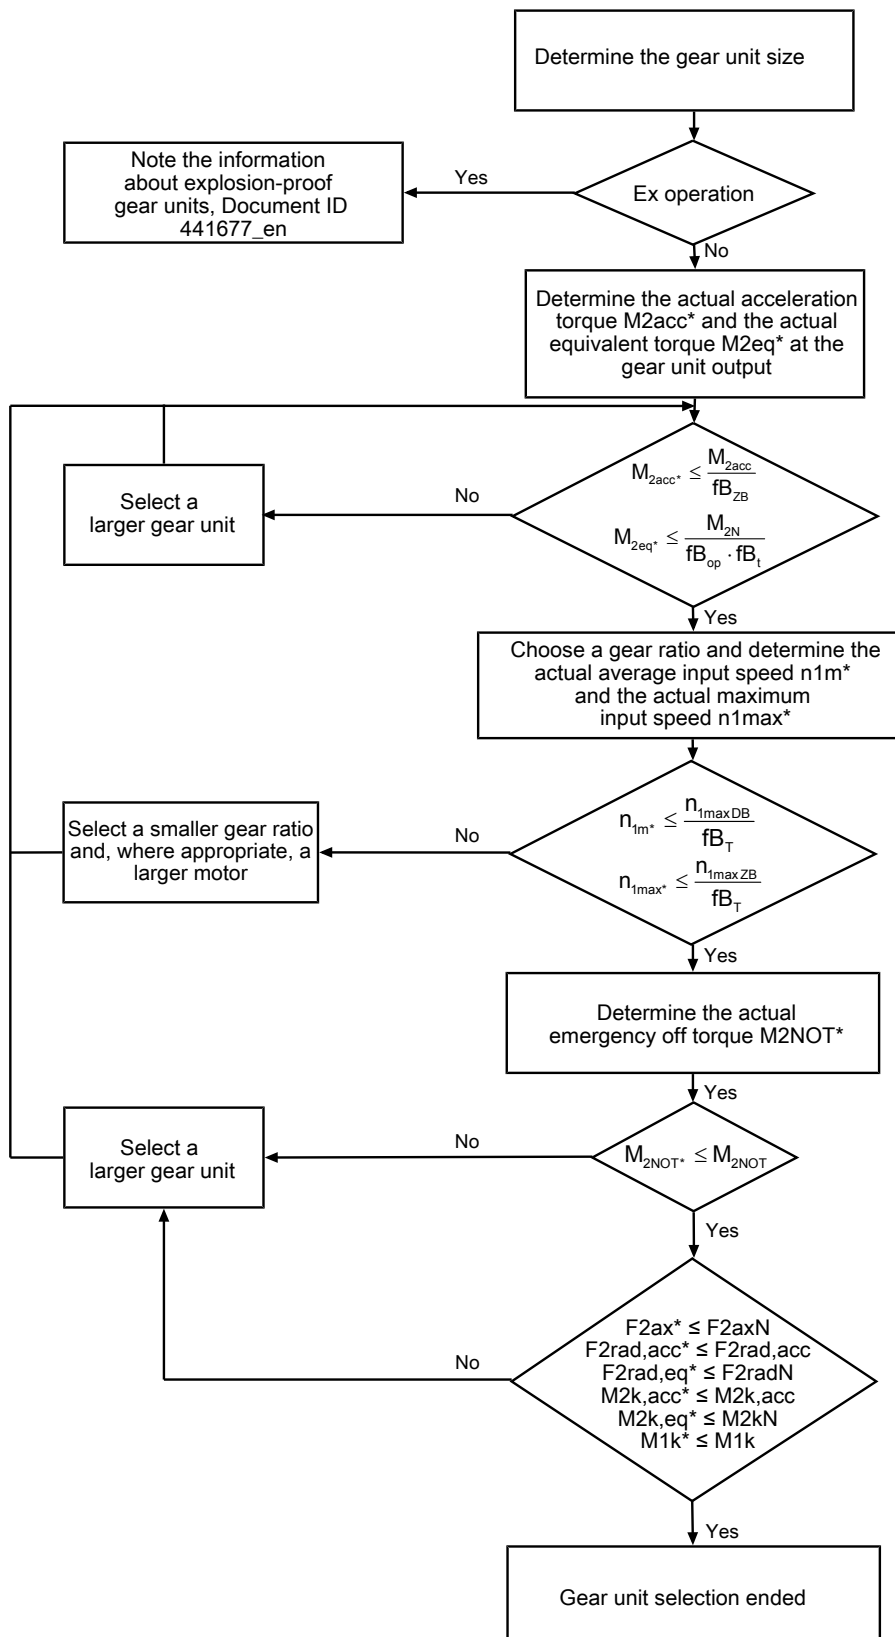 Determine the gear unit size
Note the information
about explosion-proof
gear units, Document ID
441677_en
Yes
Ex operation
No
Determine the actual acceleration
torque M2acc* and the actual
equivalent torque M2eq* at the
gear unit output
Select a
larger gear unit
No
M2acc* ≤ M2acc / fBZB
M2eq* ≤ M2N / fBop · fBt
Yes
Choose a gear ratio and determine the
actual average input speed n1m*
and the actual maximum
input speed n1max*
Select a smaller gear ratio
and, where appropriate, a
larger motor
No
n1m* ≤ n1maxDB / fBT
n1max* ≤ n1maxZB / fBT
Yes
Determine the actual
emergency off torque M2NOT*
Yes
Select a
larger gear unit
No
M2NOT* ≤ M2NOT
Yes
No
F2ax* ≤ F2axN
F2rad,acc* ≤ F2rad,acc
F2rad,eq* ≤ F2radN
M2k,acc* ≤ M2k,acc
M2k,eq* ≤ M2kN
M1k* ≤ M1k
Yes
Gear unit selection ended